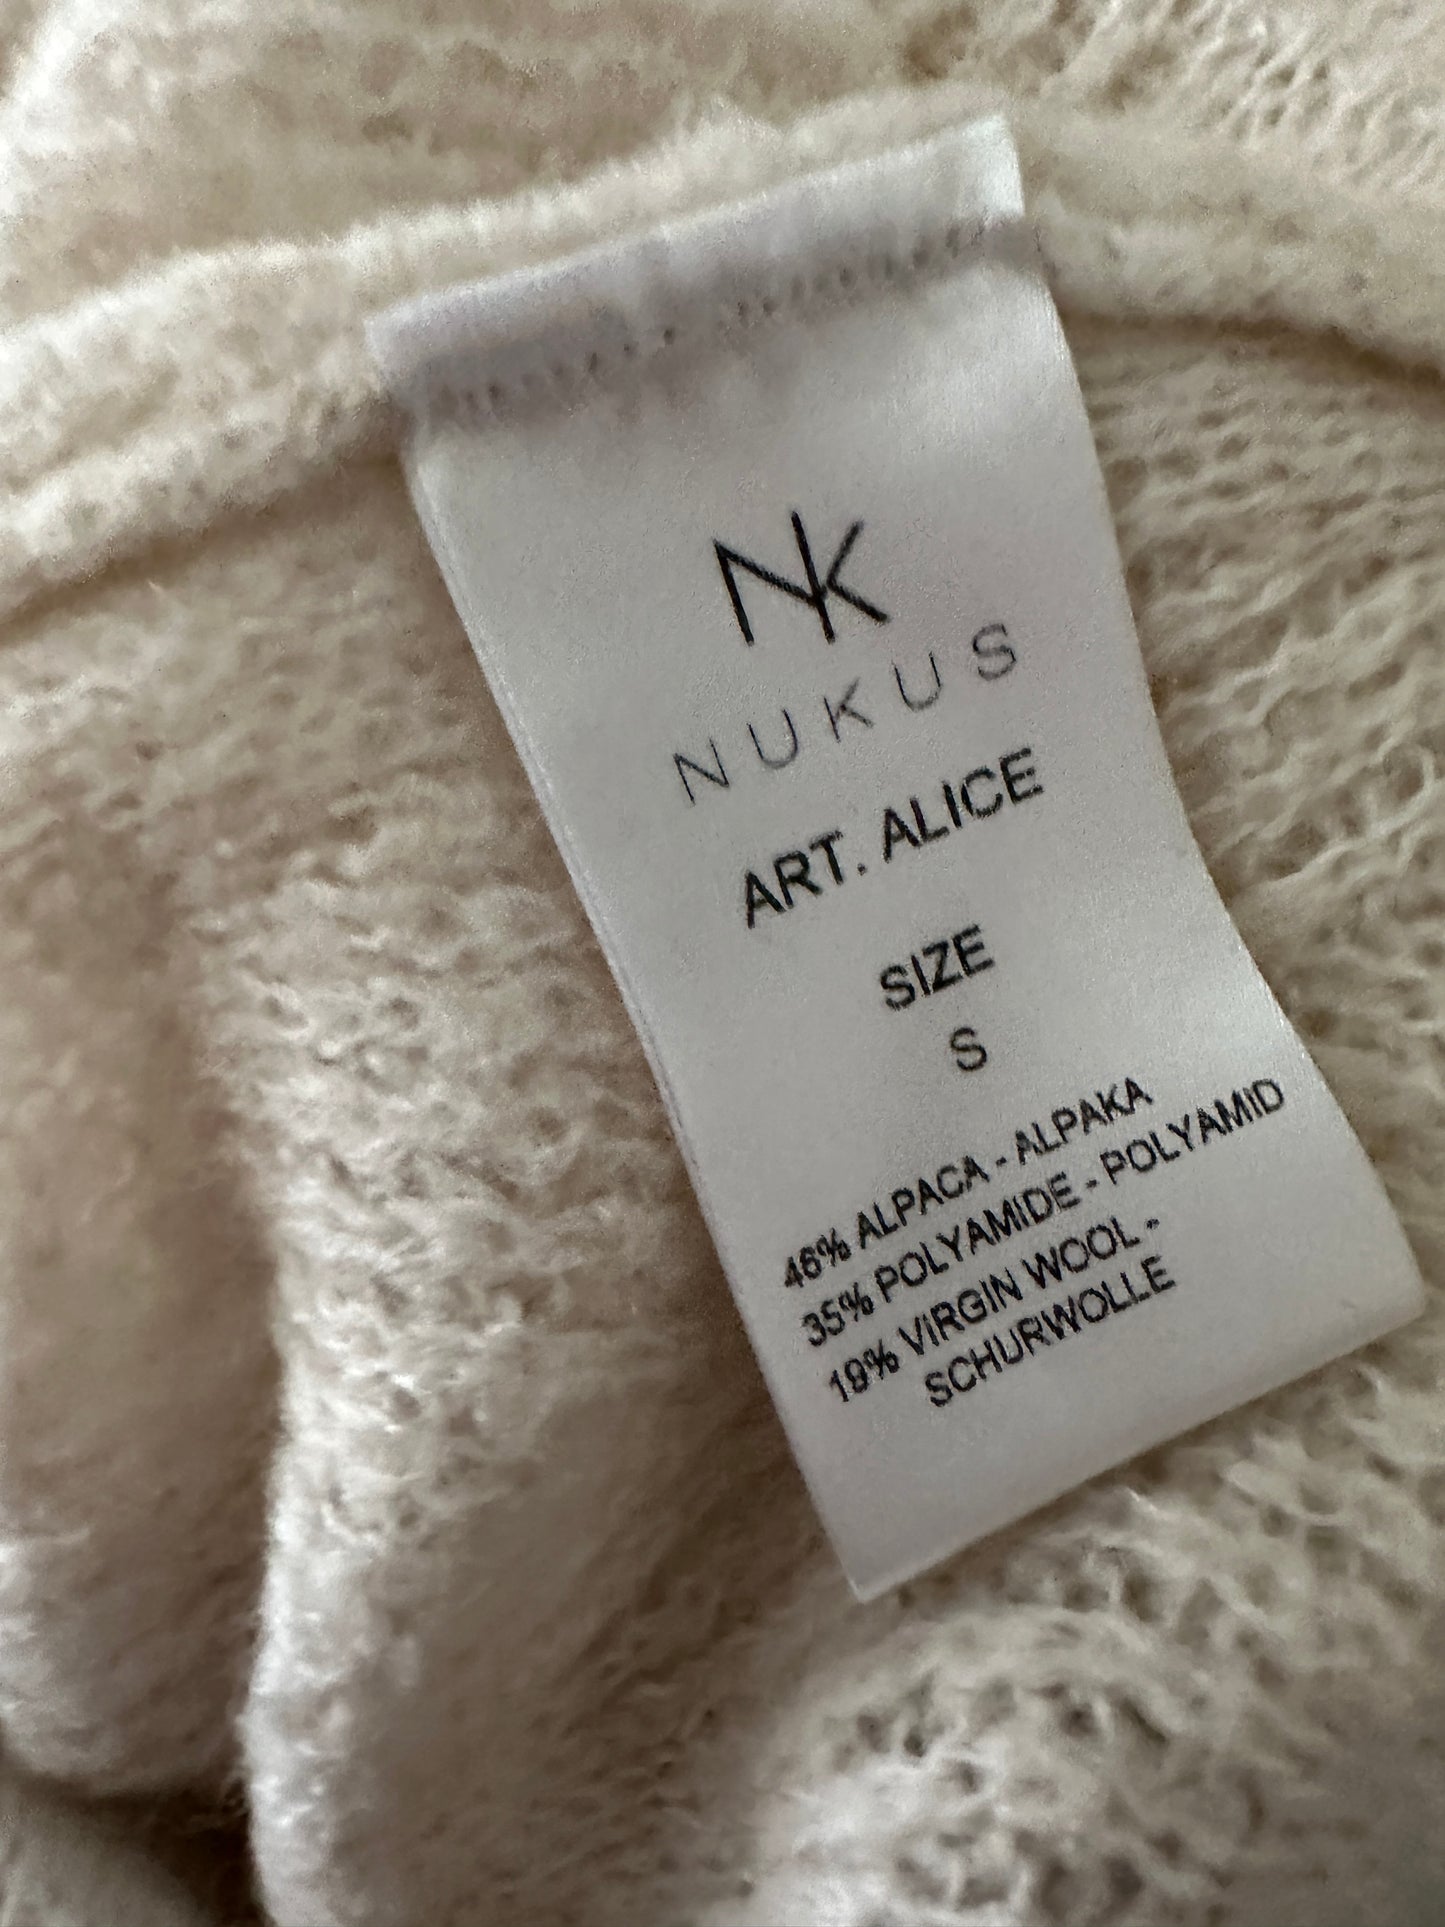 NK
NUKUS
ART. ALICE
SIZE
S
46% ALPACA - ALPAKA
35% POLYAMIDE - POLYAMID
19% VIRGIN WOOL -
SCHURWOLLE